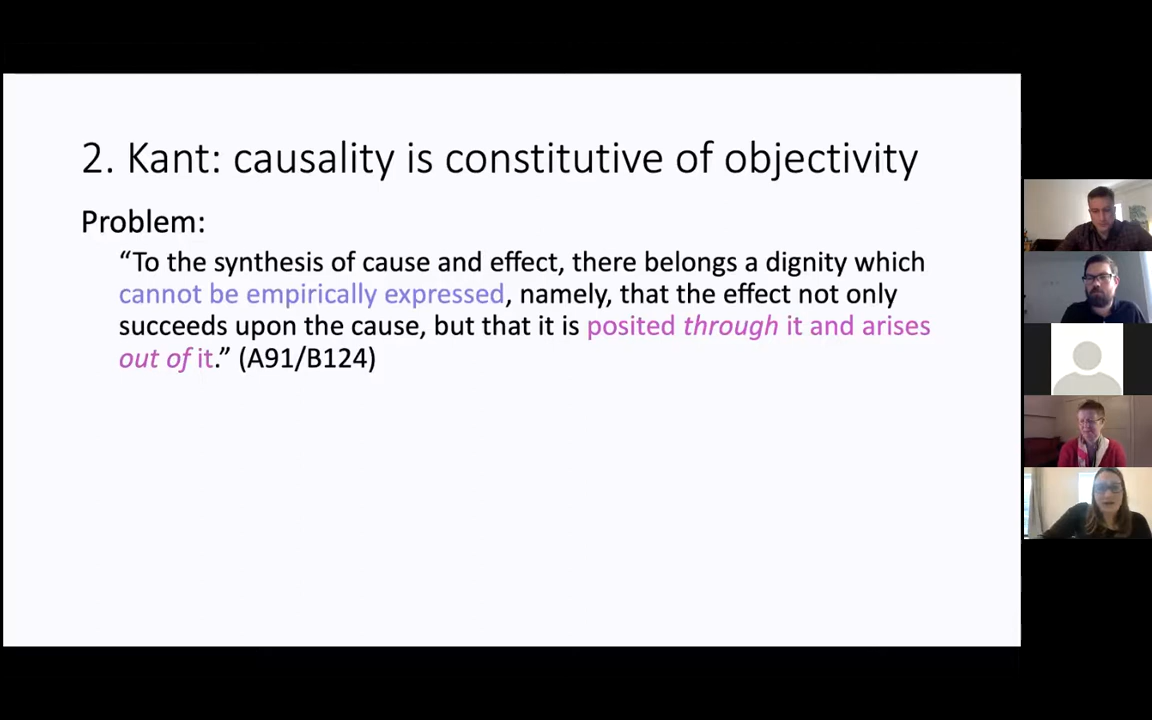 2. Kant: causality is constitutive of objectivity
Problem:
“To the synthesis of cause and effect, there belongs a dignity which
cannot be empirically expressed, namely, that the effect not only
succeeds upon the cause, but that it is posited through it and arises
out of it.” (A91/B124)